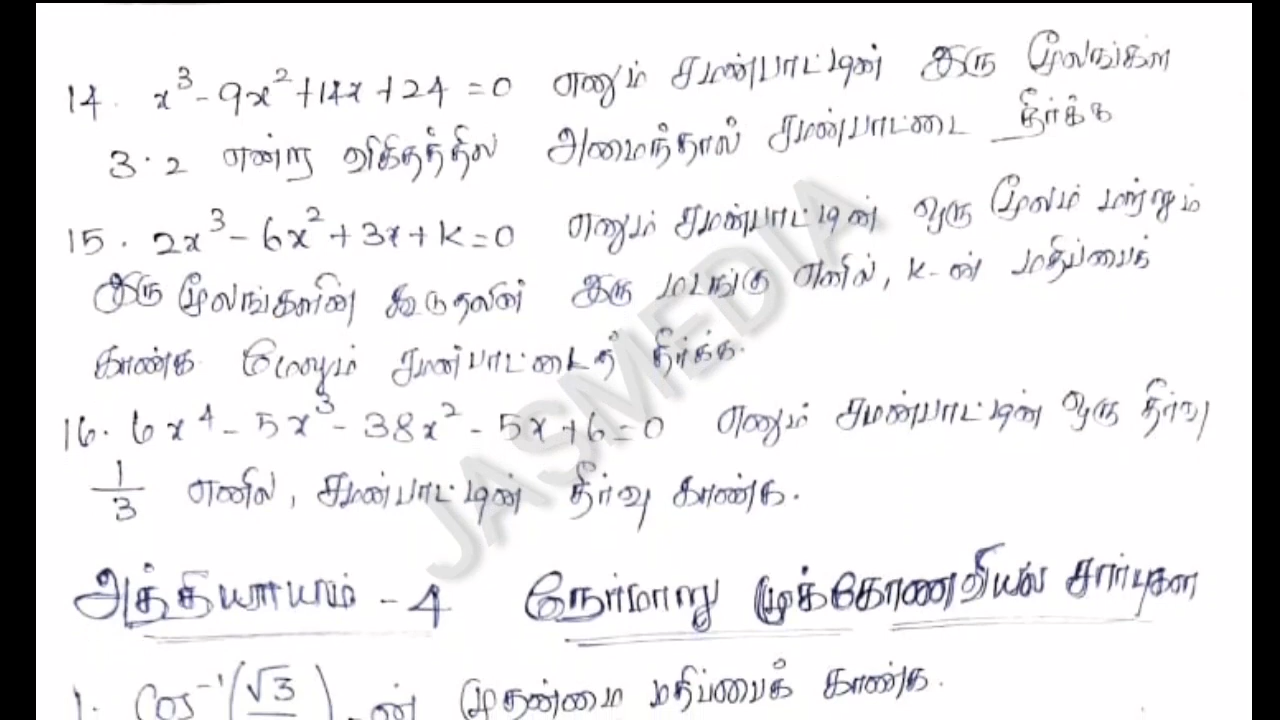 14. x³ - 9x² + 14x + 24 = 0 எனும் சமன்பாட்டின் இரு மூலங்கள்
3:2 என்ற விகிதத்தில் அமைந்தால் சமன்பாட்டை தீர்க்க
15. 2x³ - 6x² + 3x + k = 0 எனும் சமன்பாட்டின் ஒரு மூலம் மற்றும்
இரு மூலங்களின் கூடுதலின் இரு மடங்கு எனில், k-ன் மதிப்பைக்
காண்க. மேலும் சமன்பாட்டைத் தீர்க்க.
16. 6x⁴ - 5x³ - 38x² - 5x + 6 = 0 எனும் சமன்பாட்டின் ஒரு தீர்வு
1/3 எனில், சமன்பாட்டின் தீர்வு காண்க.
அத்தியாயம் - 4 நேர்மாறு முக்கோணவியல் சார்புகள்
1. Cos⁻¹(√3 ) -ன் முதன்மை மதிப்பைக் காண்க.
JASMEDIA